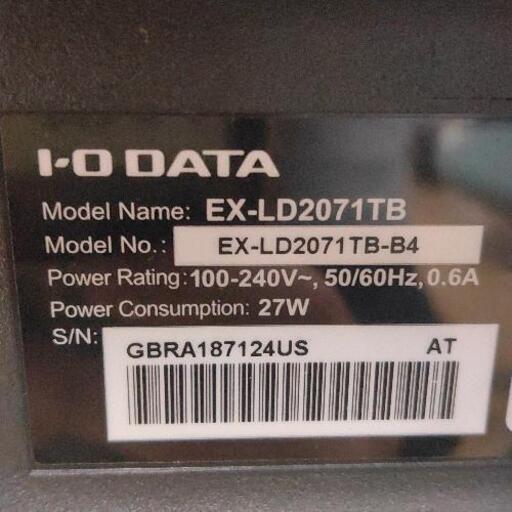 I-O DATA
Model Name: EX-LD2071TB
Model No.: EX-LD2071TB-B4
Power Rating: 100-240V~, 50/60Hz, 0.6A
Power Consumption: 27W
S/N:
GBRA187124US AT